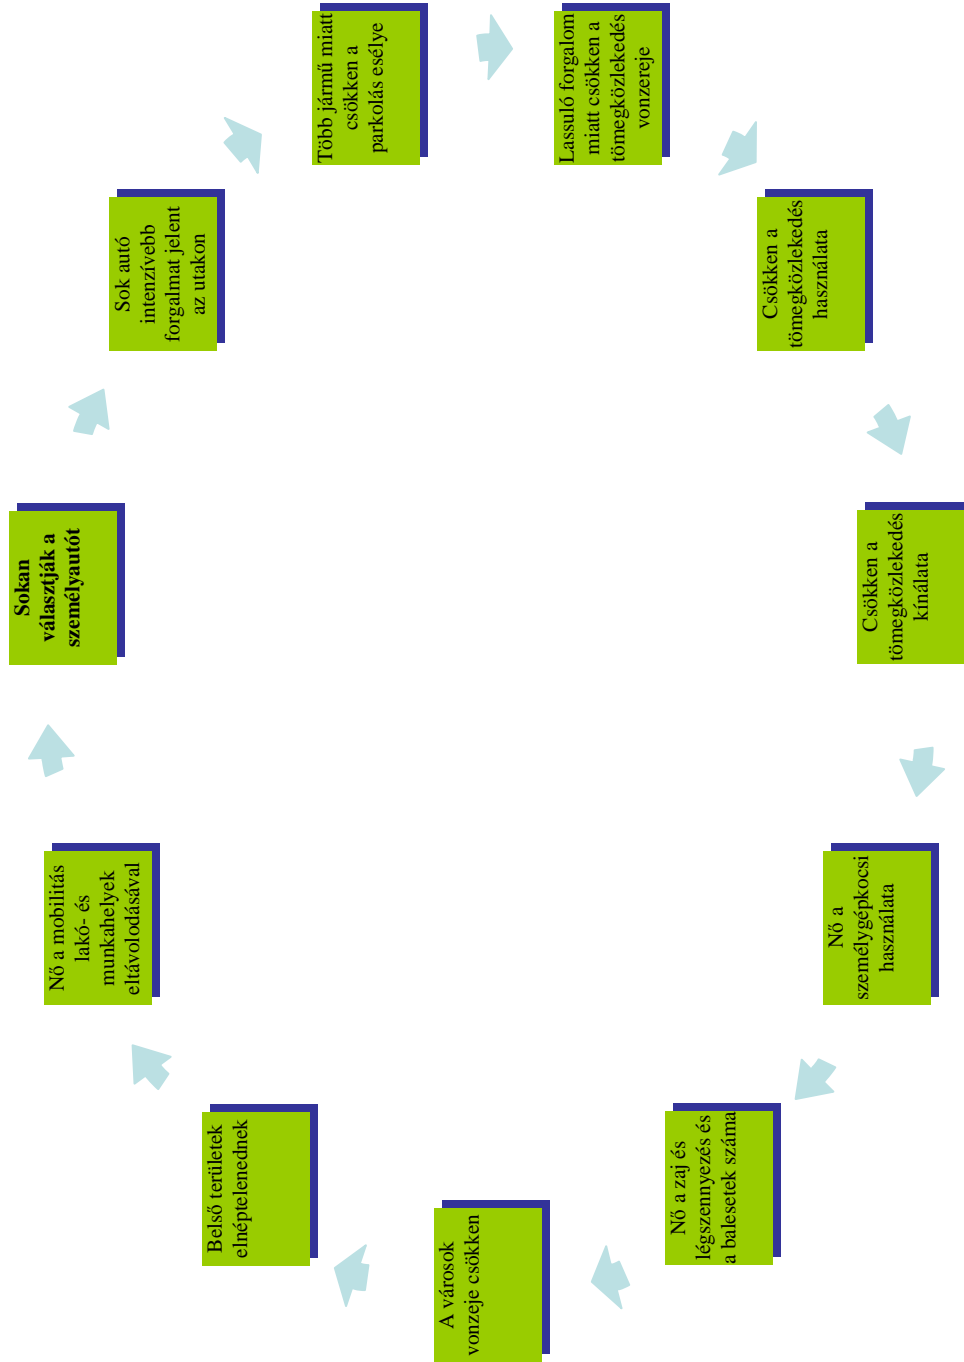 Sokan
választják a
személyautót
Sok autó
intenzívebb
forgalmat jelent
az utakon
Több jármű miatt
csökken a
parkolás esélye
Lassuló forgalom
miatt csökken a
tömegközlekedés
vonzereje
Csökken a
tömegközlekedés
használata
Csökken a
tömegközlekedés
kínálata
Nő a
személygépkocsi
használata
Nő a zaj és
légszennyezés és
a balesetek száma
A városok
vonzeje csökken
Belső területek
elnéptelenednek
Nő a mobilitás
lakó- és
munkahelyek
eltávolodásával